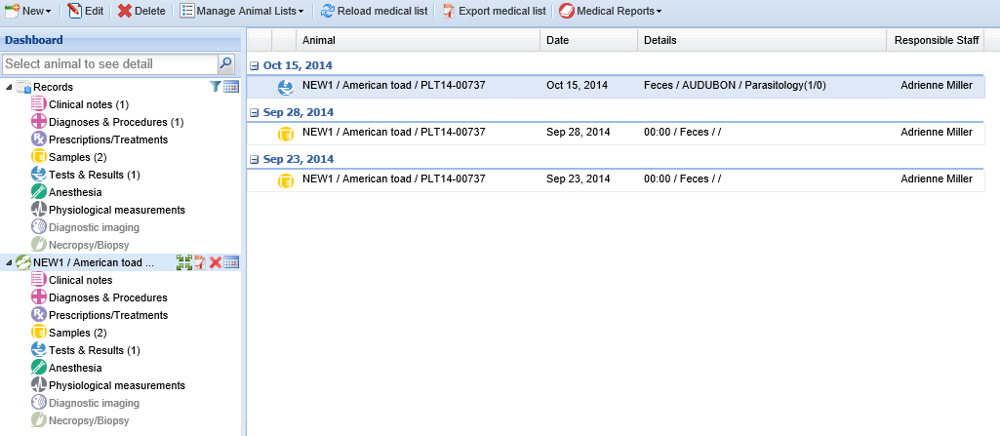 New Edit Delete Manage Animal Lists Reload medical list Export medical list Medical Reports
Dashboard
Select animal to see detail
Records
Clinical notes (1)
Diagnoses & Procedures (1)
Prescriptions/Treatments
Samples (2)
Tests & Results (1)
Anesthesia
Physiological measurements
Diagnostic imaging
Necropsy/Biopsy
NEW1 / American toad ...
Clinical notes
Diagnoses & Procedures
Prescriptions/Treatments
Samples (2)
Tests & Results (1)
Anesthesia
Physiological measurements
Diagnostic imaging
Necropsy/Biopsy
Animal Date Details Responsible Staff
Oct 15, 2014
NEW1 / American toad / PLT14-00737 Oct 15, 2014 Feces / AUDUBON / Parasitology(1/0) Adrienne Miller
Sep 28, 2014
NEW1 / American toad / PLT14-00737 Sep 28, 2014 00:00 / Feces / / Adrienne Miller
Sep 23, 2014
NEW1 / American toad / PLT14-00737 Sep 23, 2014 00:00 / Feces / / Adrienne Miller